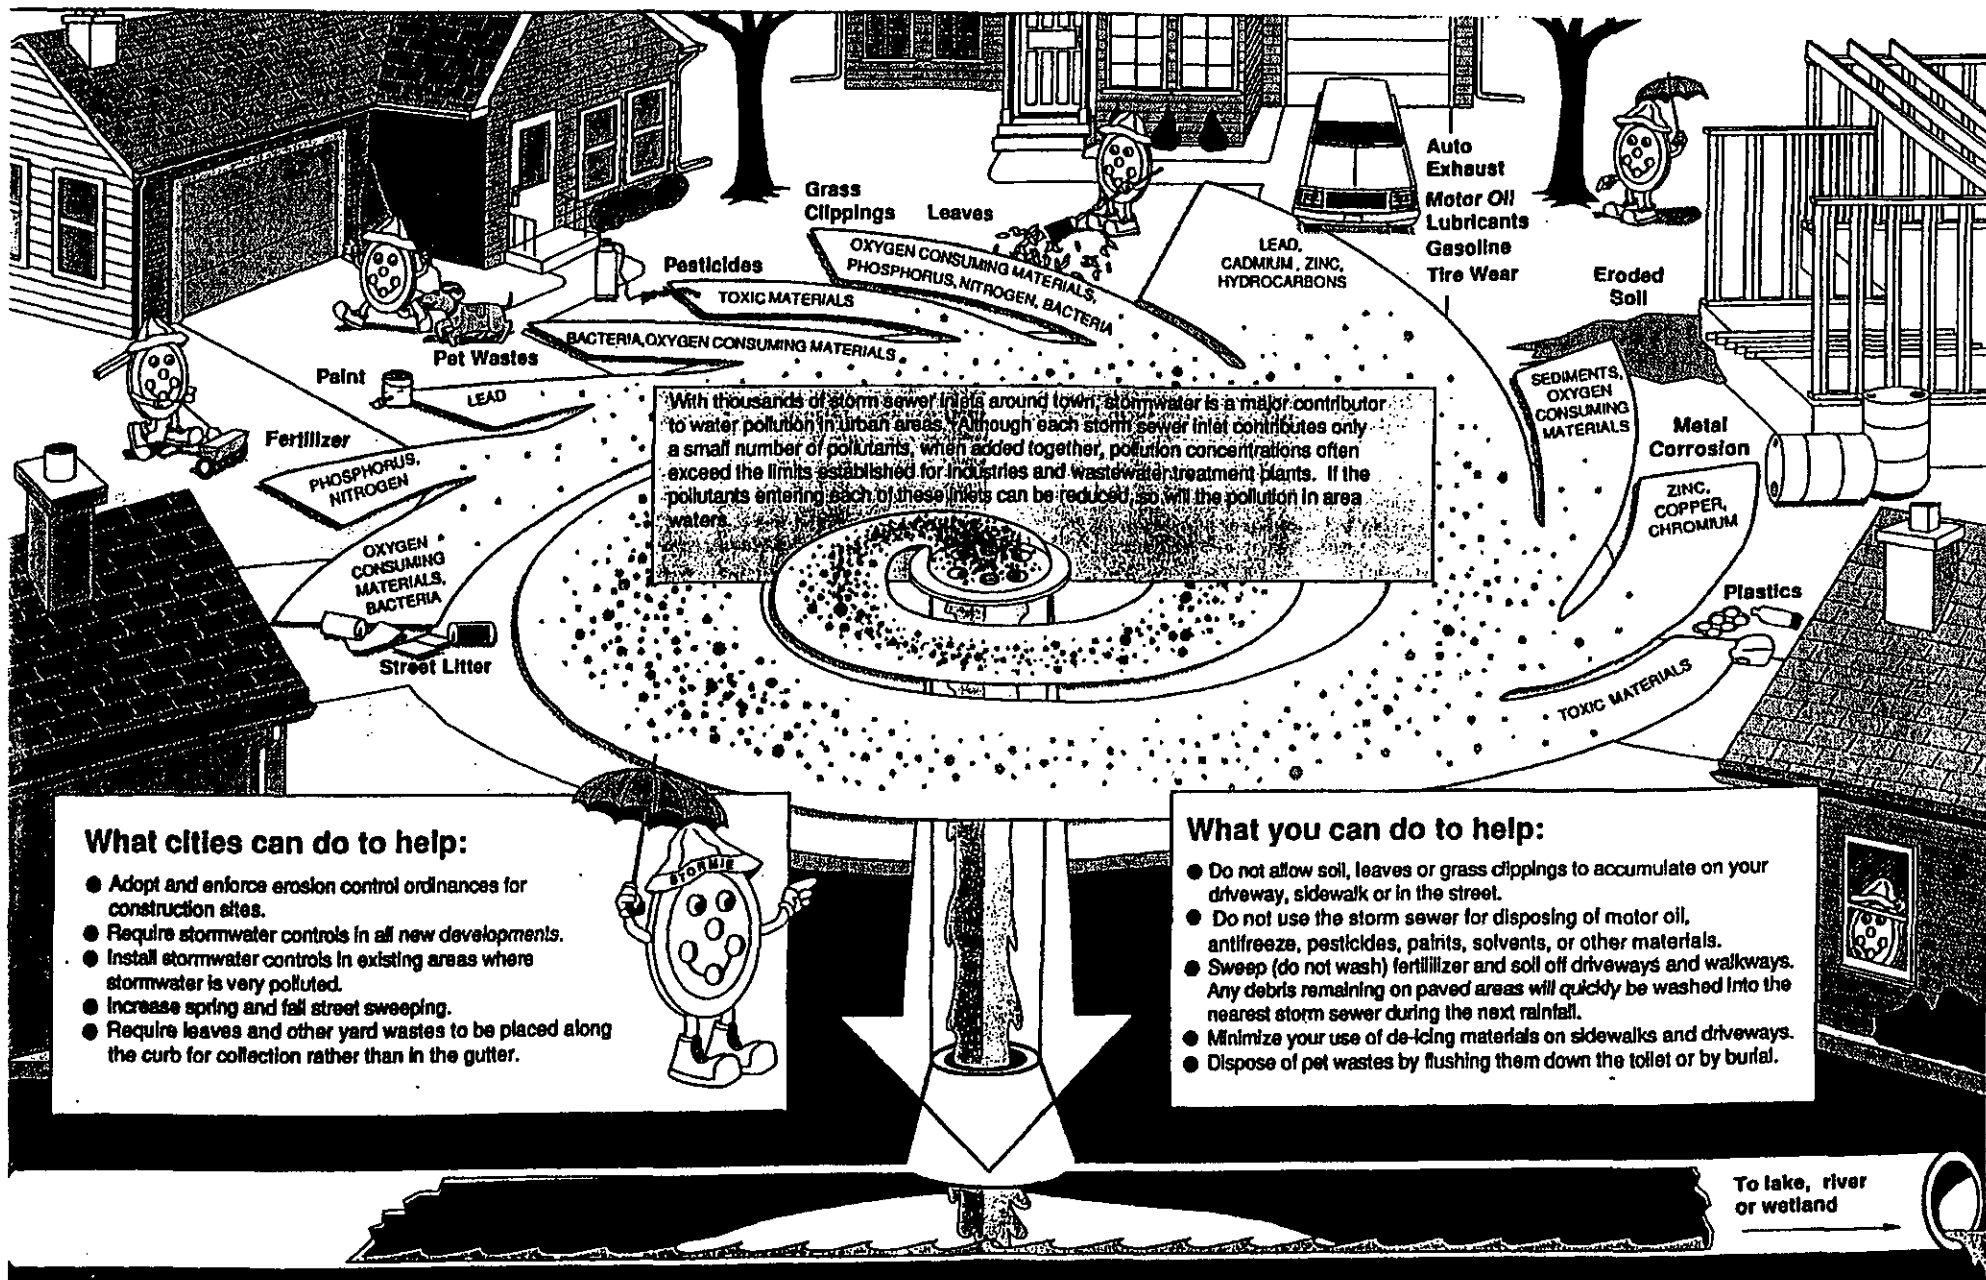 Auto
Exhaust
Motor Oil
Lubricants
Gasoline
Tire Wear
Grass
Clippings
Leaves
OXYGEN CONSUMING MATERIALS,
PHOSPHORUS, NITROGEN, BACTERIA
LEAD,
CADMIUM, ZINC,
HYDROCARBONS
Pesticides
TOXIC MATERIALS
Eroded
Soil
BACTERIA, OXYGEN CONSUMING MATERIALS
Pet Wastes
Paint
LEAD
SEDIMENTS,
OXYGEN
CONSUMING
MATERIALS
Fertilizer
PHOSPHORUS,
NITROGEN
Metal
Corrosion
ZINC,
COPPER,
CHROMIUM
With thousands of storm sewer inlets around town, stormwater is a major contributor
to water pollution in urban areas. Although each storm sewer inlet contributes only
a small number of pollutants, when added together, pollution concentrations often
exceed the limits established for industries and wastewater treatment plants. If the
pollutants entering each of these inlets can be reduced, so will the pollution in area
waters.
OXYGEN
CONSUMING
MATERIALS,
BACTERIA
Street Litter
Plastics
TOXIC MATERIALS
What cities can do to help:
● Adopt and enforce erosion control ordinances for
construction sites.
● Require stormwater controls in all new developments.
● Install stormwater controls in existing areas where
stormwater is very polluted.
● Increase spring and fall street sweeping.
● Require leaves and other yard wastes to be placed along
the curb for collection rather than in the gutter.
STORMIE
What you can do to help:
● Do not allow soil, leaves or grass clippings to accumulate on your
driveway, sidewalk or in the street.
● Do not use the storm sewer for disposing of motor oil,
antifreeze, pesticides, paints, solvents, or other materials.
● Sweep (do not wash) fertililizer and soil off driveways and walkways.
Any debris remaining on paved areas will quickly be washed into the
nearest storm sewer during the next rainfall.
● Minimize your use of de-icing materials on sidewalks and driveways.
● Dispose of pet wastes by flushing them down the toilet or by burial.
To lake, river
or wetland